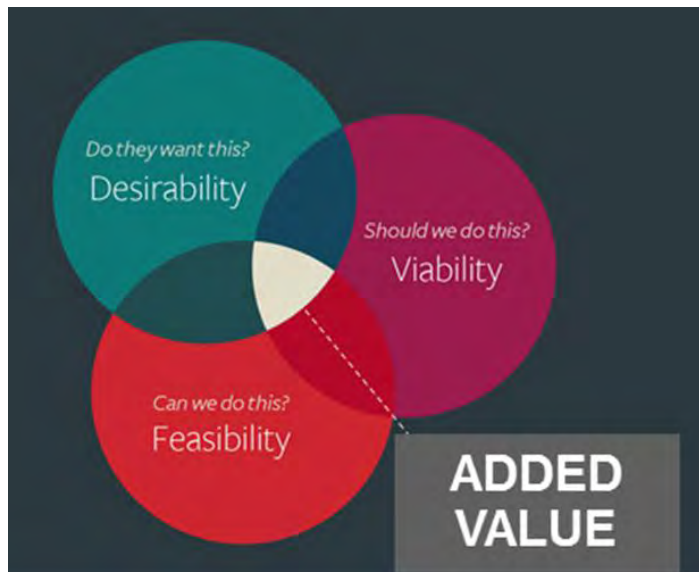 Do they want this?
Desirability
Should we do this?
Viability
Can we do this?
Feasibility
ADDED
VALUE